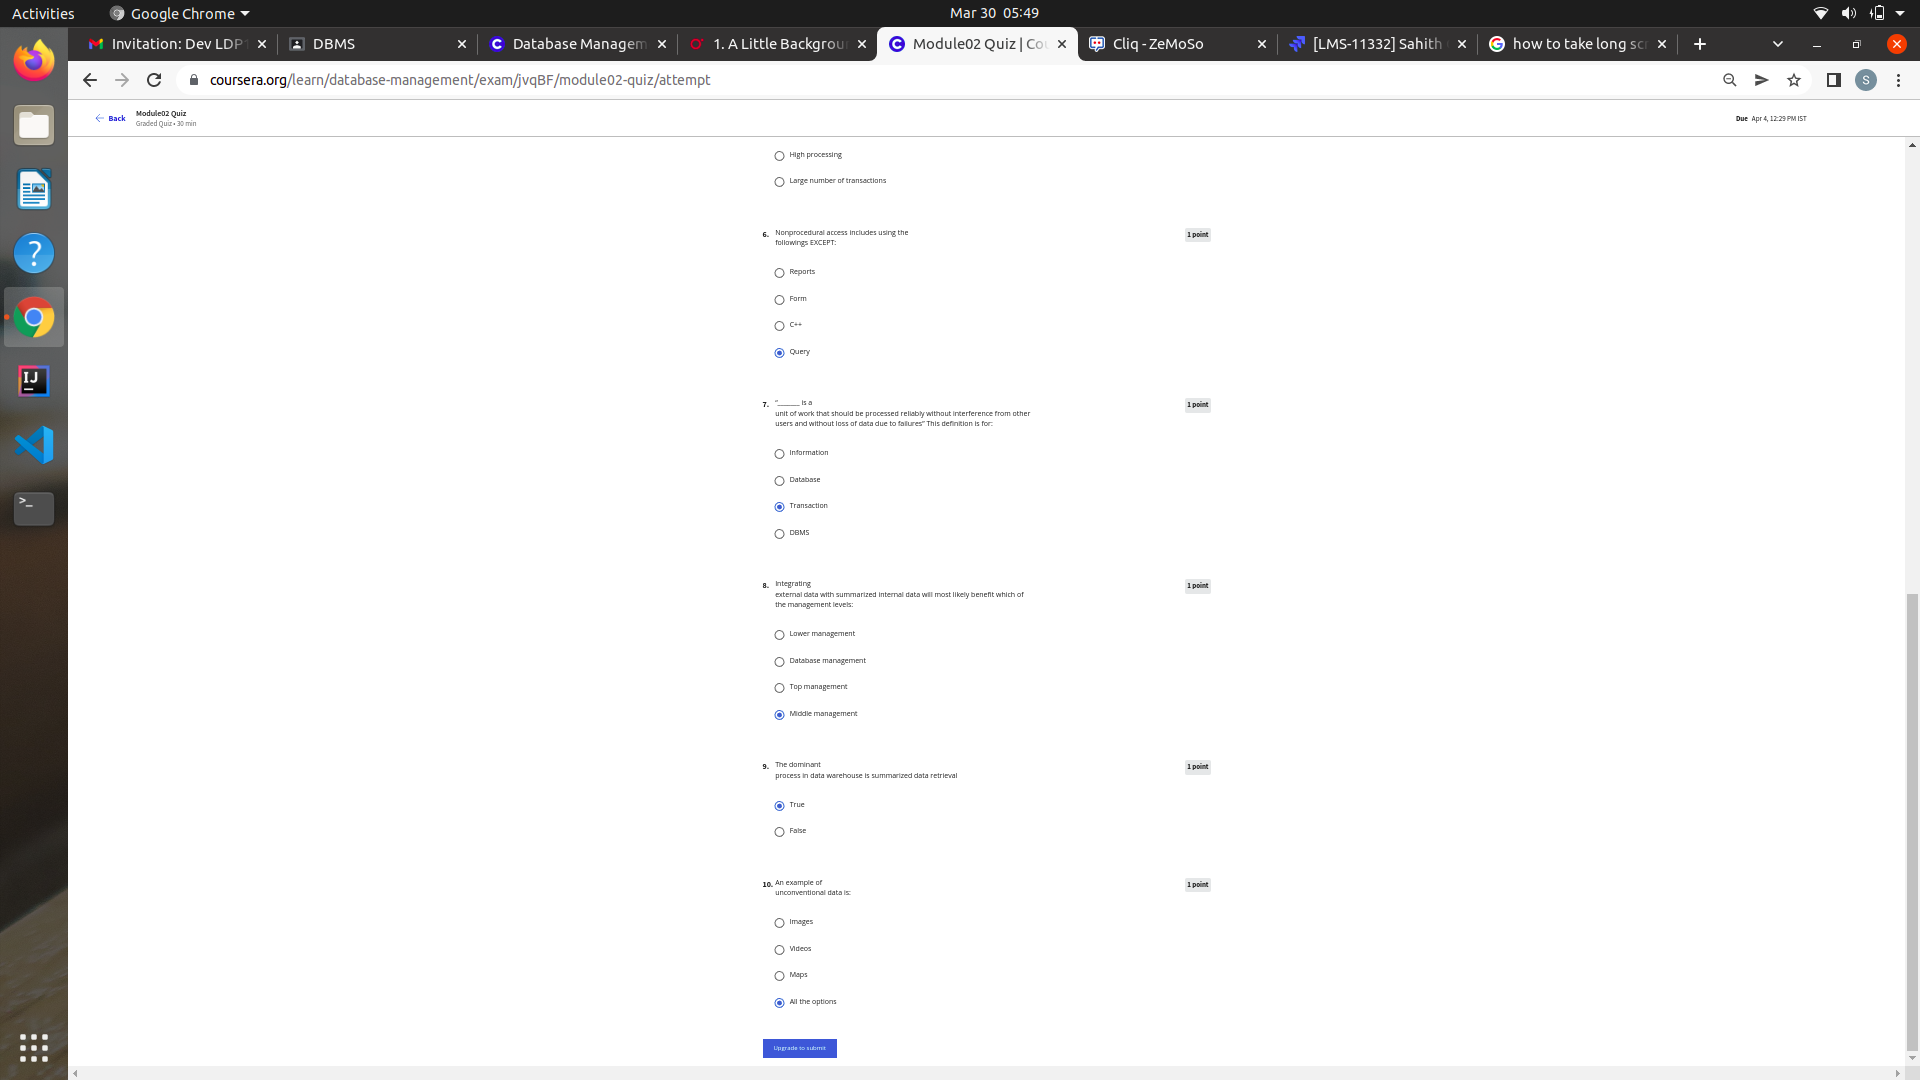 Activities
Google Chrome
Mar 30 05:49
Invitation: Dev LDP
DBMS
Database Managem
1. A Little Backgrou
Module02 Quiz | Co
Cliq - ZeMoSo
[LMS-11332] Sahith
how to take long scr
coursera.org/learn/database-management/exam/jvqBF/module02-quiz/attempt
S
Back
Module02 Quiz
Graded Quiz • 30 min
Due Apr 4, 12:29 PM IST
High processing
Large number of transactions
6. Nonprocedural access includes using the
followings EXCEPT:
1 point
Reports
Form
C++
Query
7. "_______ is a
unit of work that should be processed reliably without interference from other
users and without loss of data due to failures" This definition is for:
1 point
Information
Database
Transaction
DBMS
8. Integrating
external data with summarized internal data will most likely benefit which of
the management levels:
1 point
Lower management
Database management
Top management
Middle management
9. The dominant
process in data warehouse is summarized data retrieval
1 point
True
False
10. An example of
unconventional data is:
1 point
Images
Videos
Maps
All the options
Upgrade to submit